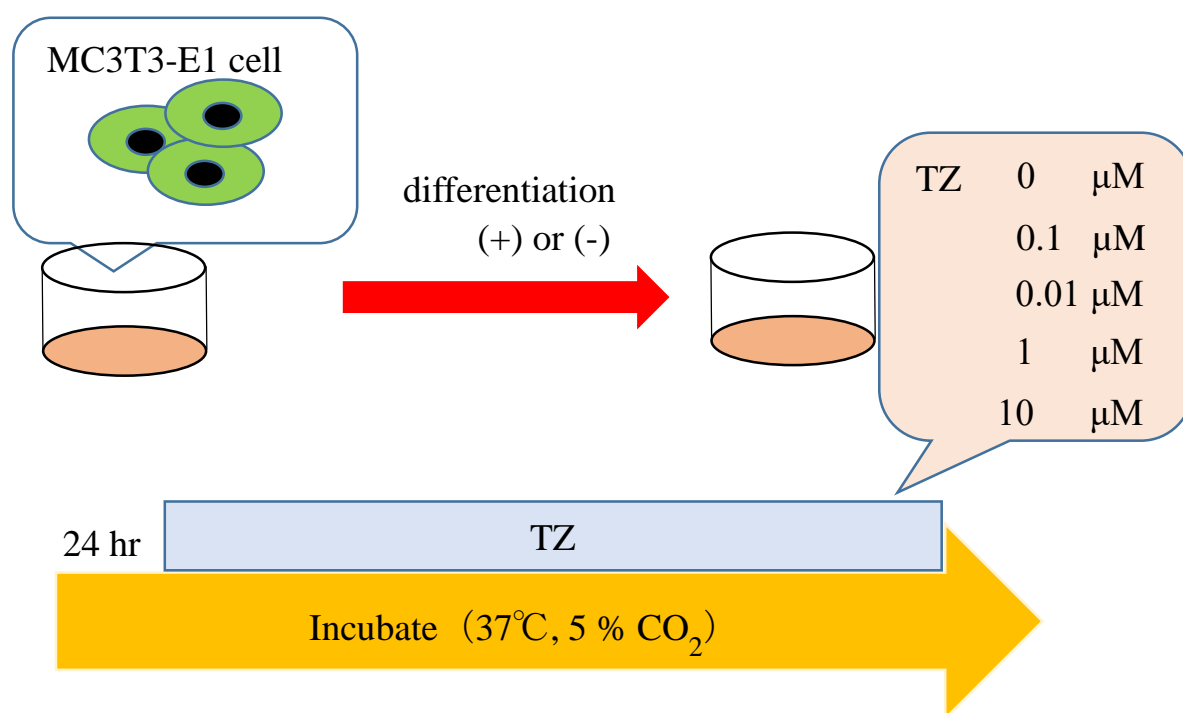 MC3T3-E1 cell
differentiation
(+) or (-)
TZ 0 μM
0.1 μM
0.01 μM
1 μM
10 μM
24 hr
TZ
Incubate（37℃, 5 % CO₂）